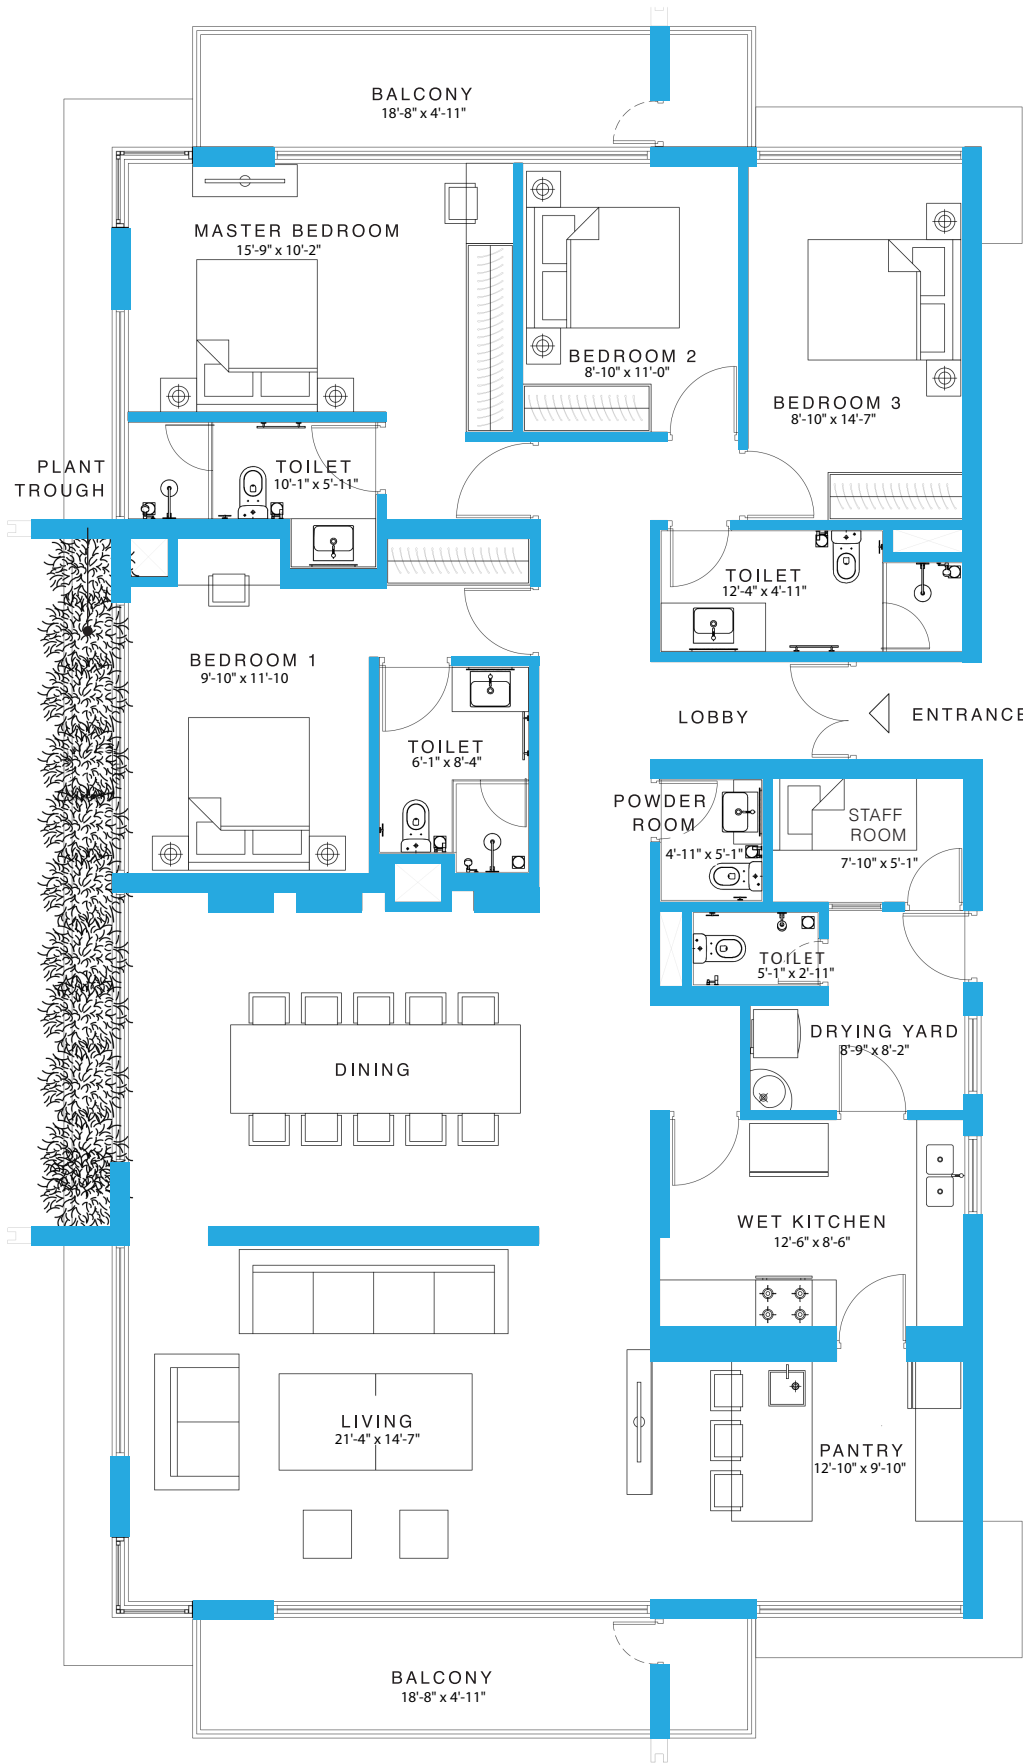 BALCONY
18'-8" x 4'-11"
MASTER BEDROOM
15'-9" x 10'-2"
BEDROOM 2
8'-10" x 11'-0"
BEDROOM 3
8'-10" x 14'-7"
PLANT
TROUGH
TOILET
10'-1" x 5'-11"
TOILET
12'-4" x 4'-11"
BEDROOM 1
9'-10" x 11'-10
LOBBY
ENTRANCE
TOILET
6'-1" x 8'-4"
POWDER
ROOM
4'-11" x 5'-1"
STAFF
ROOM
7'-10" x 5'-1"
TOILET
5'-1" x 2'-11"
DRYING YARD
8'-9" x 8'-2"
DINING
WET KITCHEN
12'-6" x 8'-6"
LIVING
21'-4" x 14'-7"
PANTRY
12'-10" x 9'-10"
BALCONY
18'-8" x 4'-11"